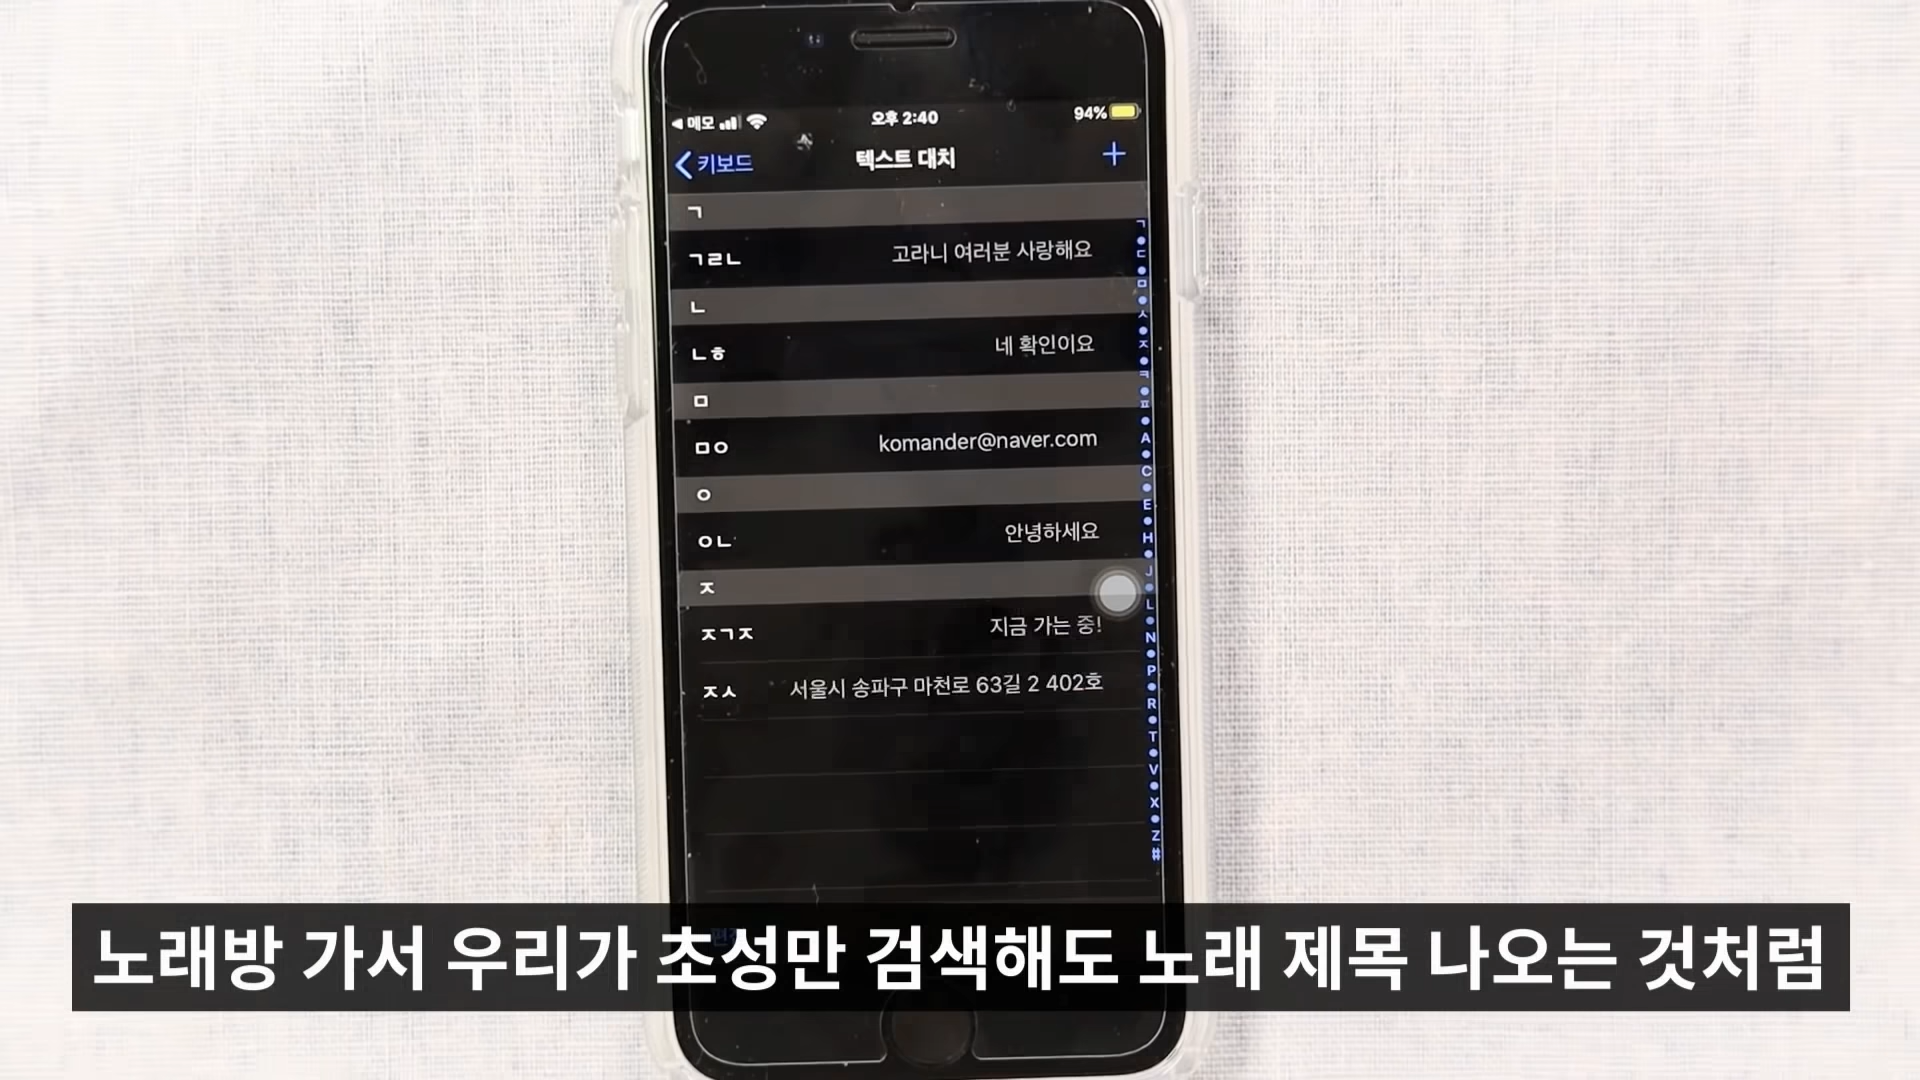 메모
오후 2:40
94%
키보드
텍스트 대치
+
ㄱ
ㄱㄹㄴ 고라니 여러분 사랑해요
ㄴ
ㄴㅎ 네 확인이요
ㅁ
ㅁㅇ komander@naver.com
ㅇ
ㅇㄴ 안녕하세요
ㅈ
ㅈㄱㅈ 지금 가는 중!
ㅈㅅ 서울시 송파구 마천로 63길 2 402호
ㄱ
ㄷ
ㅁ
ㅅ
ㅈ
ㅋ
ㅍ
A
C
E
H
J
L
N
P
R
T
V
X
Z
#
노래방 가서 우리가 초성만 검색해도 노래 제목 나오는 것처럼